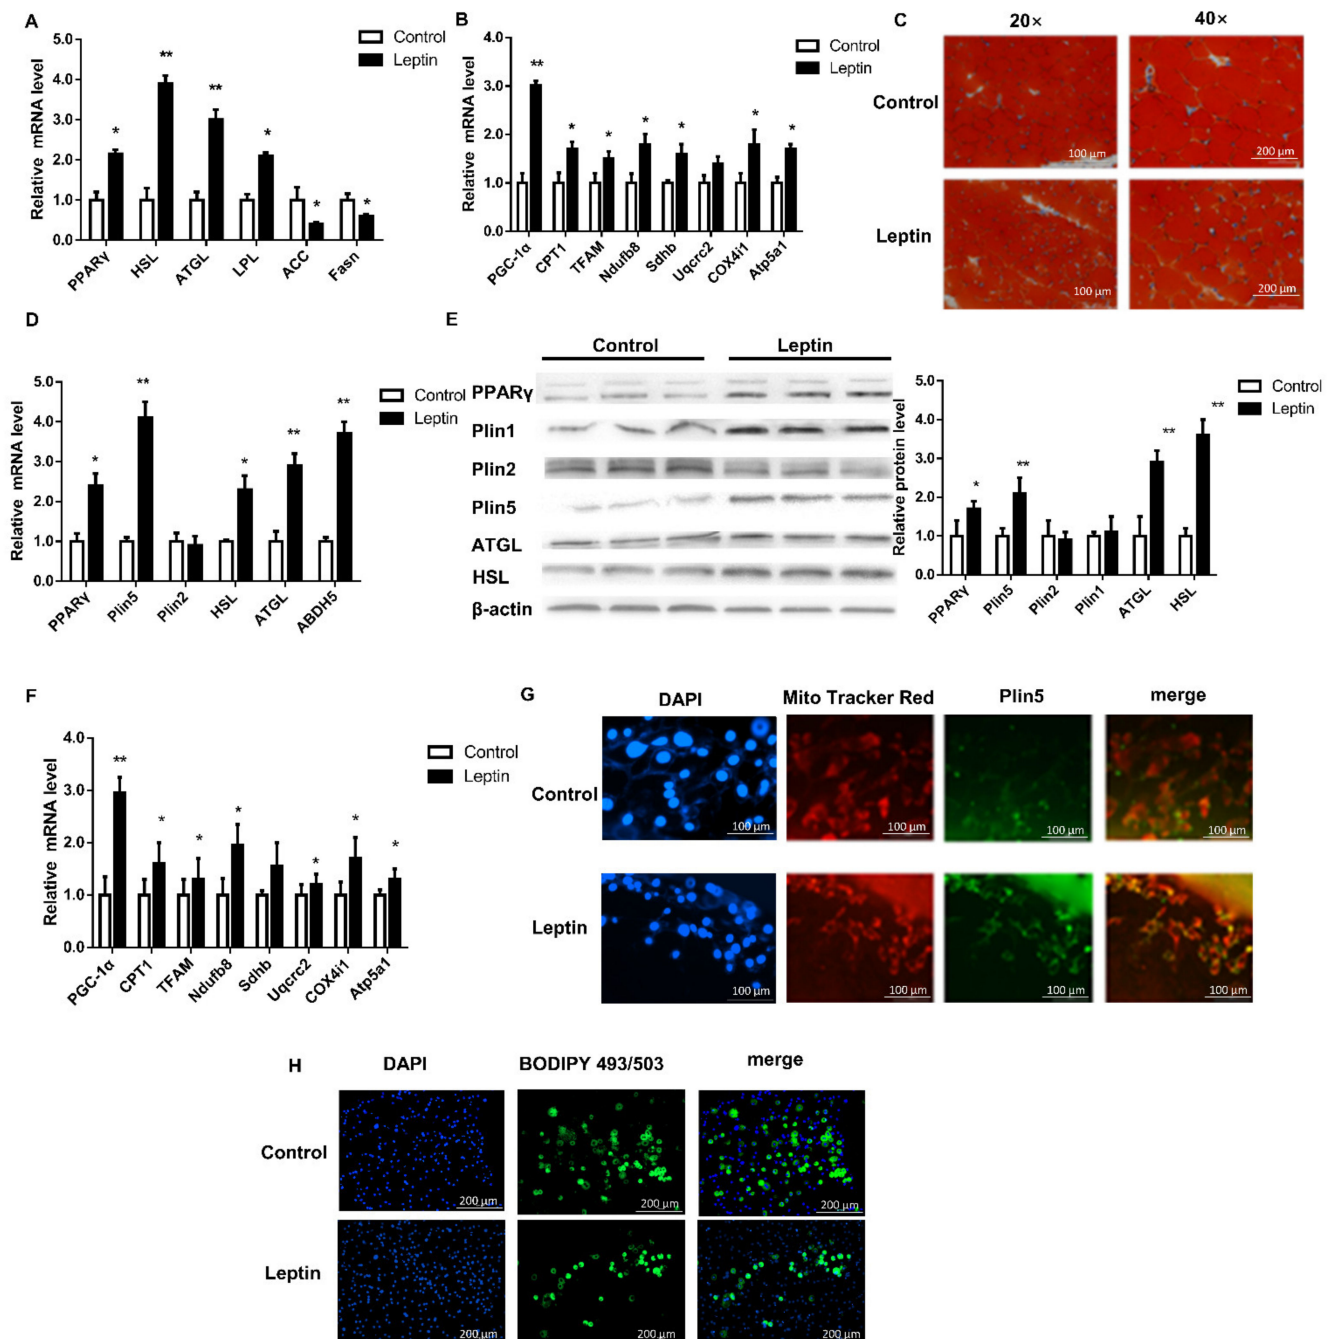 A
Relative mRNA level
5.0
4.0
3.0
2.0
1.0
0.0
* ** ** * * *
PPARγ HSL ATGL LPL ACC Fasn
Control
Leptin
B
Relative mRNA level
4.0
3.0
2.0
1.0
0.0
** * * * * * *
PGC-1α CPT1 TFAM Ndufb8 Sdhb Uqcrc2 COX4i1 Atp5a1
Control
Leptin
C
20× 40×
Control
100 μm 200 μm
Leptin
100 μm 200 μm
D
Relative mRNA level
5.0
4.0
3.0
2.0
1.0
0.0
* ** * ** **
PPARγ Plin5 Plin2 HSL ATGL ABDH5
Control
Leptin
E
Control Leptin
PPARγ
Plin1
Plin2
Plin5
ATGL
HSL
β-actin
Relative protein level
5.0
4.0
3.0
2.0
1.0
0.0
* ** ** **
PPARγ Plin5 Plin2 Plin1 ATGL HSL
Control
Leptin
F
Relative mRNA level
4.0
3.0
2.0
1.0
0.0
** * * * * * *
PGC-1α CPT1 TFAM Ndufb8 Sdhb Uqcrc2 COX4i1 Atp5a1
Control
Leptin
G
DAPI Mito Tracker Red Plin5 merge
Control
100 μm 100 μm 100 μm 100 μm
Leptin
100 μm 100 μm 100 μm 100 μm
H
DAPI BODIPY 493/503 merge
Control
200 μm 200 μm 200 μm
Leptin
200 μm 200 μm 200 μm